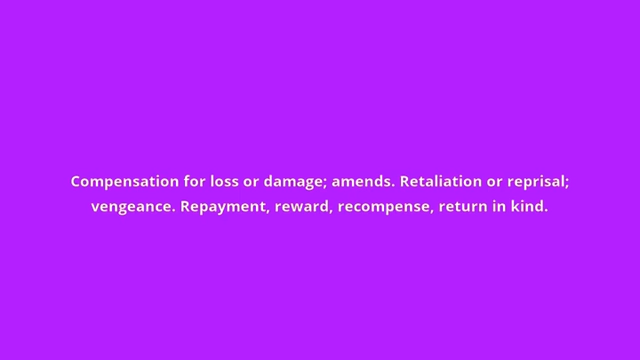 Compensation for loss or damage; amends. Retaliation or reprisal;
vengeance. Repayment, reward, recompense, return in kind.